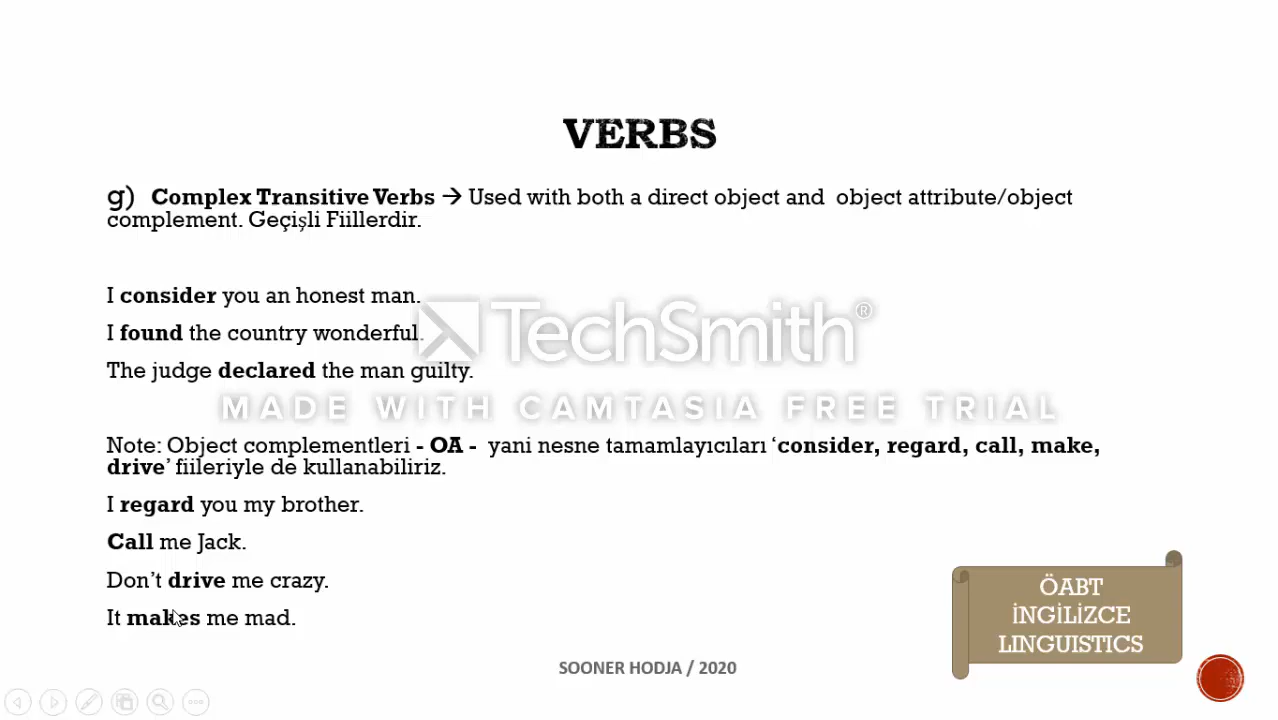 VERBS
g) Complex Transitive Verbs → Used with both a direct object and object attribute/object
complement. Geçişli Fiillerdir.
I consider you an honest man.
I found the country wonderful.
The judge declared the man guilty.
TechSmith®
MADE WITH CAMTASIA FREE TRIAL
Note: Object complementleri - OA - yani nesne tamamlayıcıları ‘consider, regard, call, make,
drive’ fiileriyle de kullanabiliriz.
I regard you my brother.
Call me Jack.
Don’t drive me crazy.
It makes me mad.
ÖABT
İNGİLİZCE
LINGUISTICS
SOONER HODJA / 2020